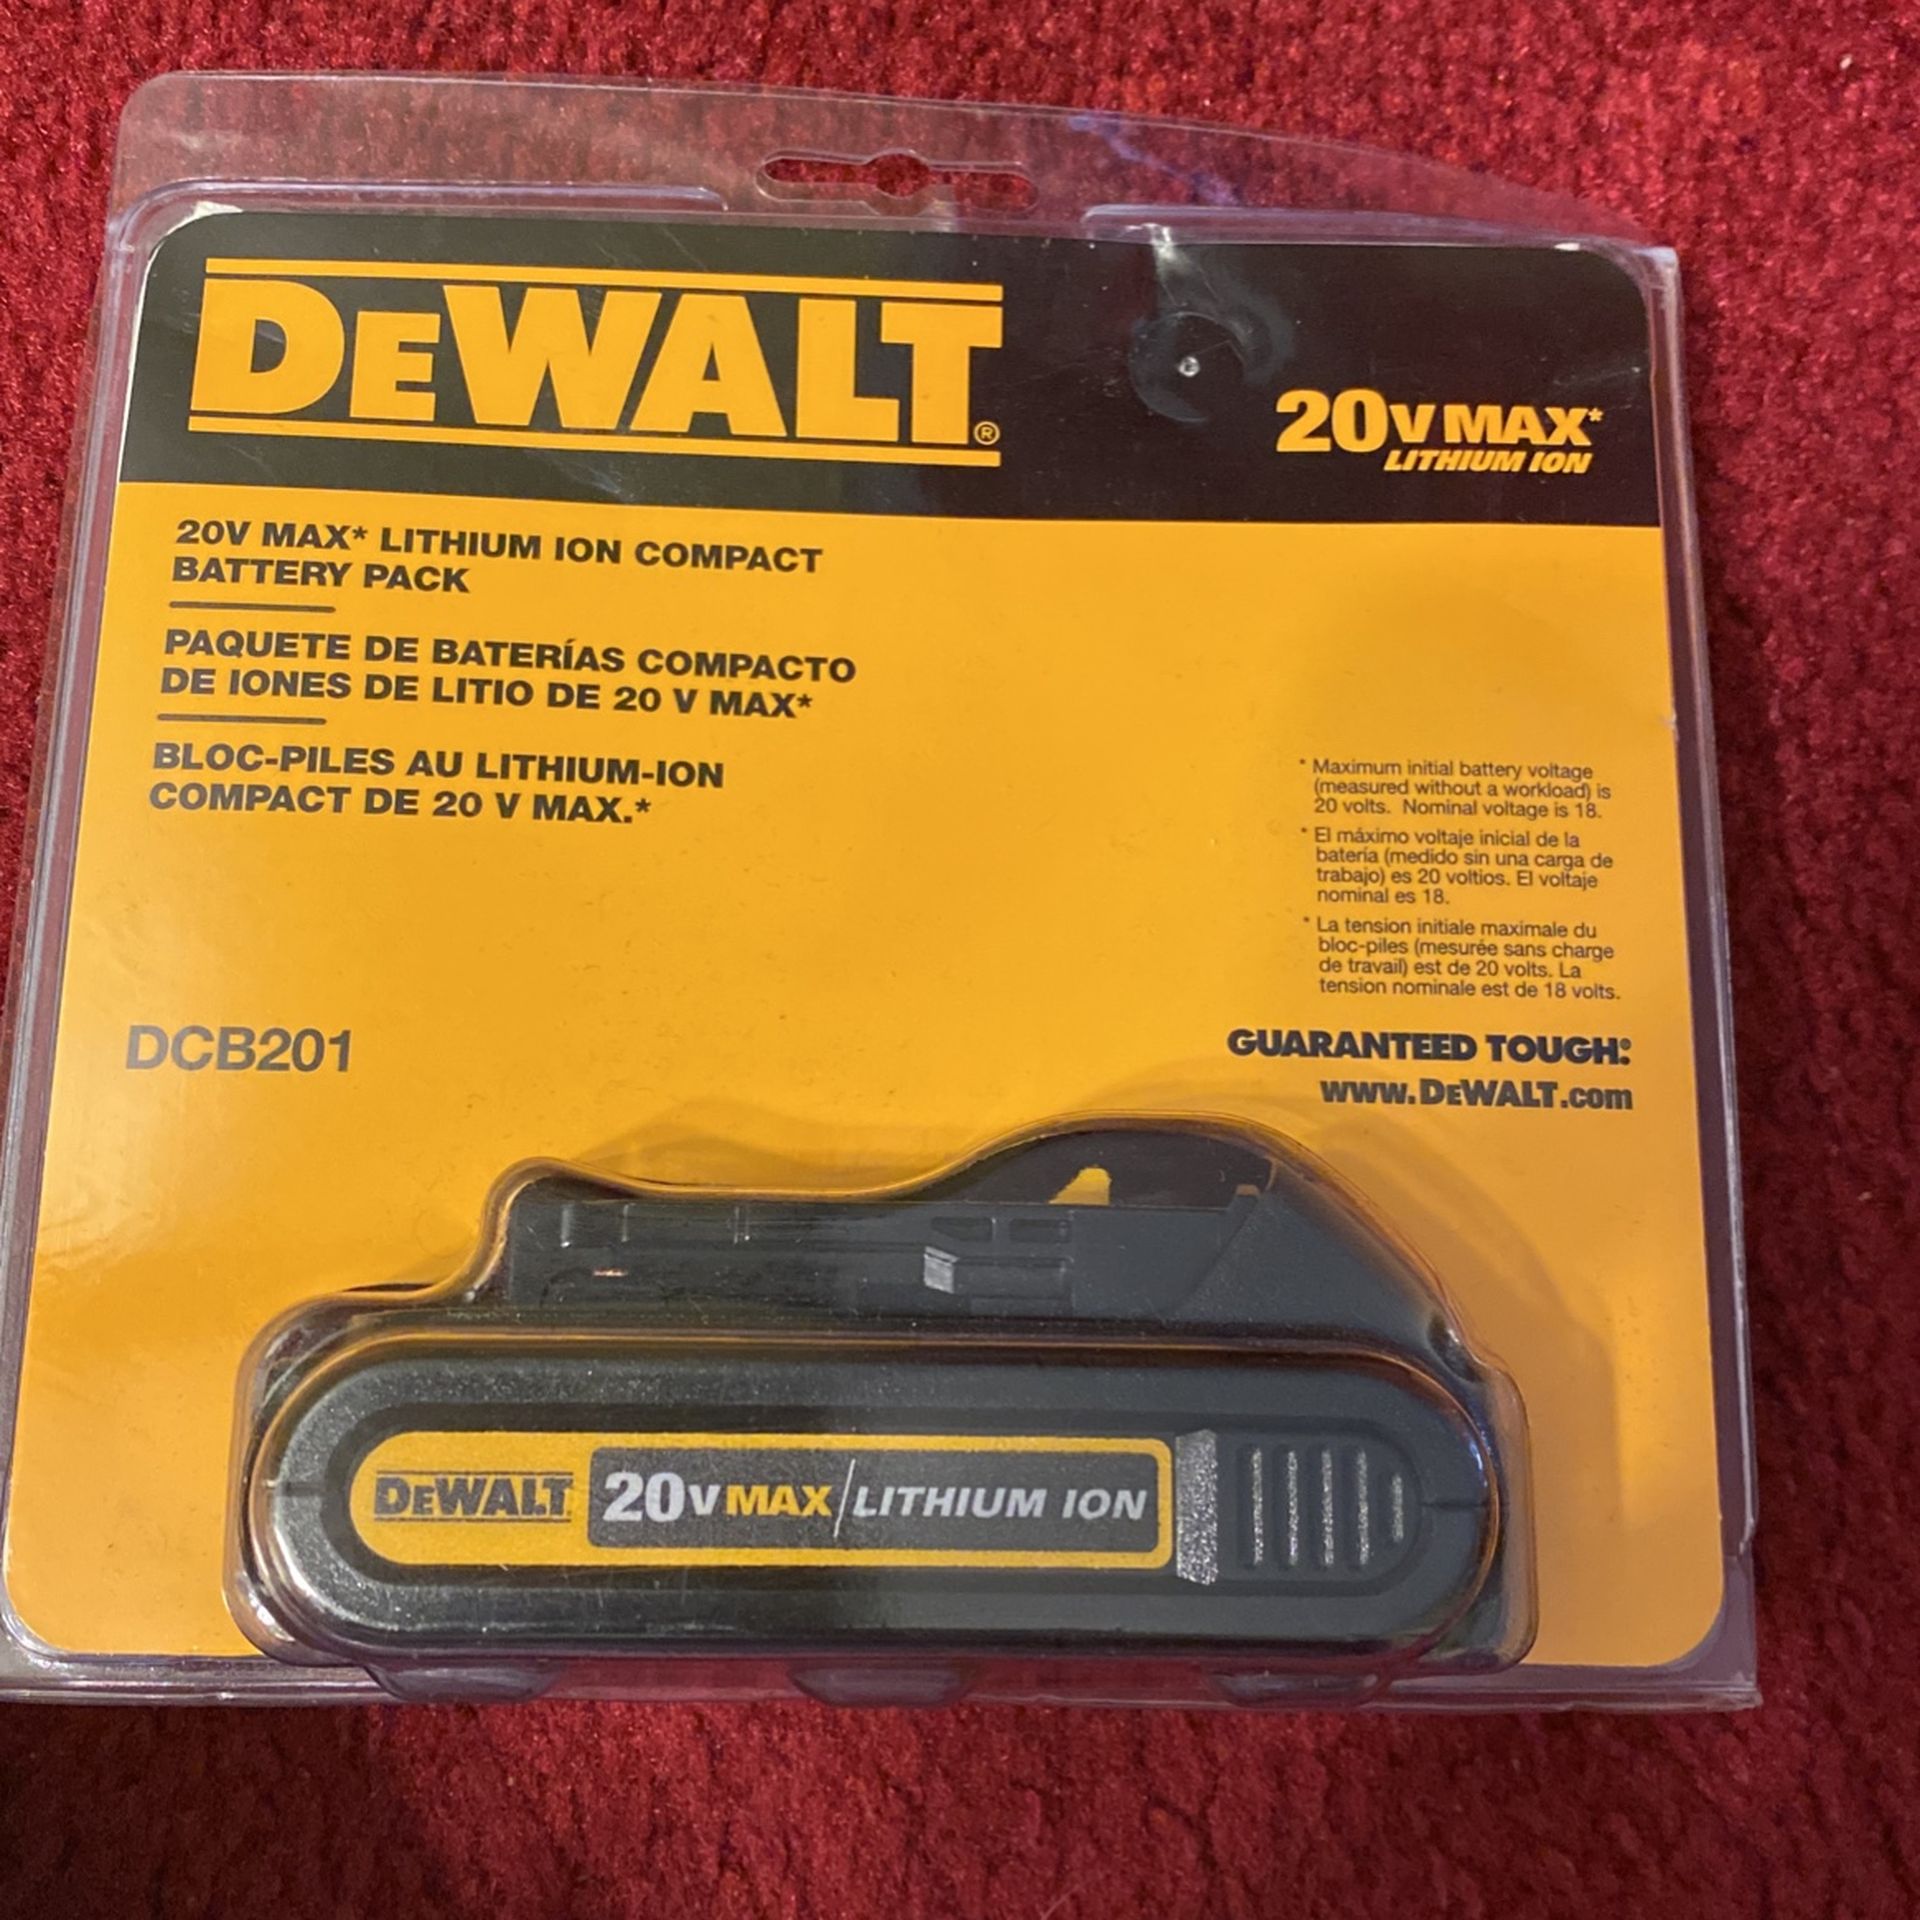 DEWALT®
20V MAX*
LITHIUM ION
20V MAX* LITHIUM ION COMPACT
BATTERY PACK
PAQUETE DE BATERÍAS COMPACTO
DE IONES DE LITIO DE 20 V MAX*
BLOC-PILES AU LITHIUM-ION
COMPACT DE 20 V MAX.*
* Maximum initial battery voltage
(measured without a workload) is
20 volts. Nominal voltage is 18.
* El máximo voltaje inicial de la
batería (medido sin una carga de
trabajo) es 20 voltios. El voltaje
nominal es 18.
* La tension initiale maximale du
bloc-piles (mesurée sans charge
de travail) est de 20 volts. La
tension nominale est de 18 volts.
DCB201
GUARANTEED TOUGH.®
www.DEWALT.com
DEWALT 20V MAX/LITHIUM ION